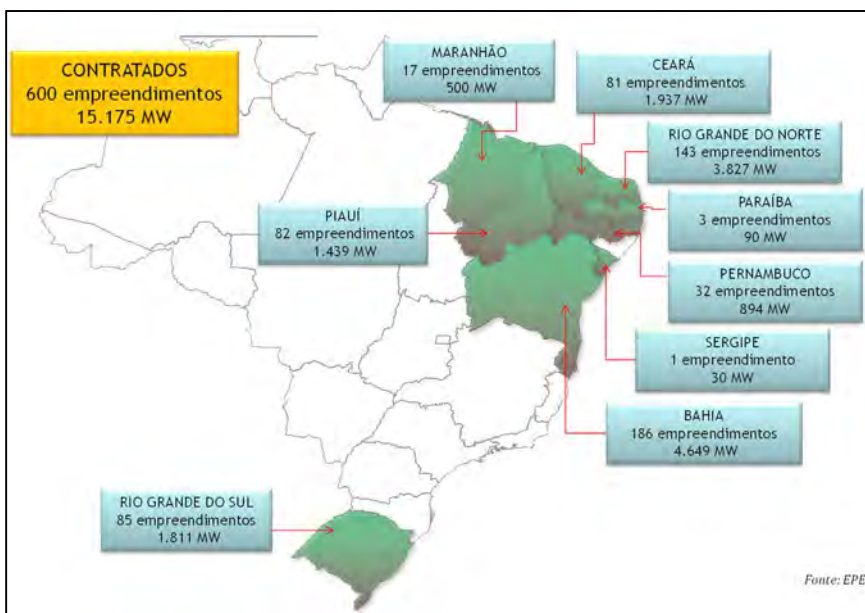 CONTRATADOS
600 empreendimentos
15.175 MW
MARANHÃO
17 empreendimentos
500 MW
CEARÁ
81 empreendimentos
1.937 MW
RIO GRANDE DO NORTE
143 empreendimentos
3.827 MW
PIAUÍ
82 empreendimentos
1.439 MW
PARAÍBA
3 empreendimentos
90 MW
PERNAMBUCO
32 empreendimentos
894 MW
SERGIPE
1 empreendimento
30 MW
BAHIA
186 empreendimentos
4.649 MW
RIO GRANDE DO SUL
85 empreendimentos
1.811 MW
Fonte: EPE